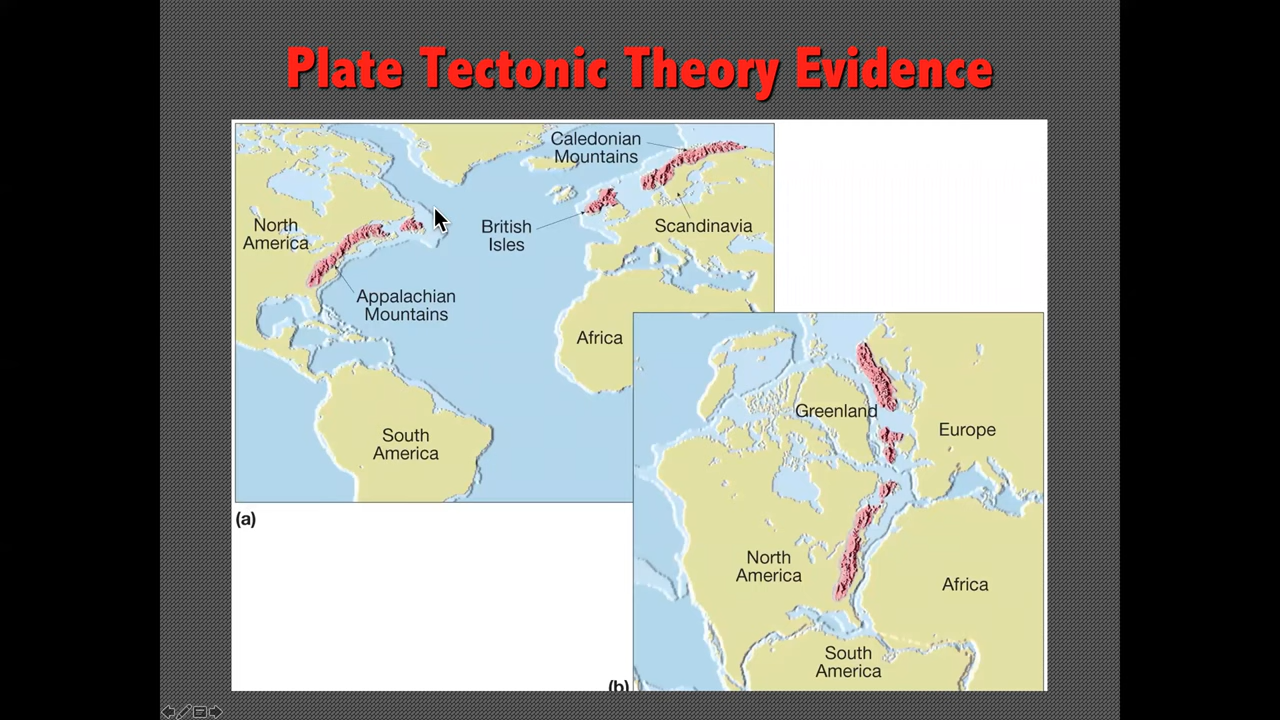 Plate Tectonic Theory Evidence
Caledonian
Mountains
North
America
British
Isles
Scandinavia
Appalachian
Mountains
Africa
South
America
(a)
Greenland
Europe
North
America
Africa
South
America
(b)